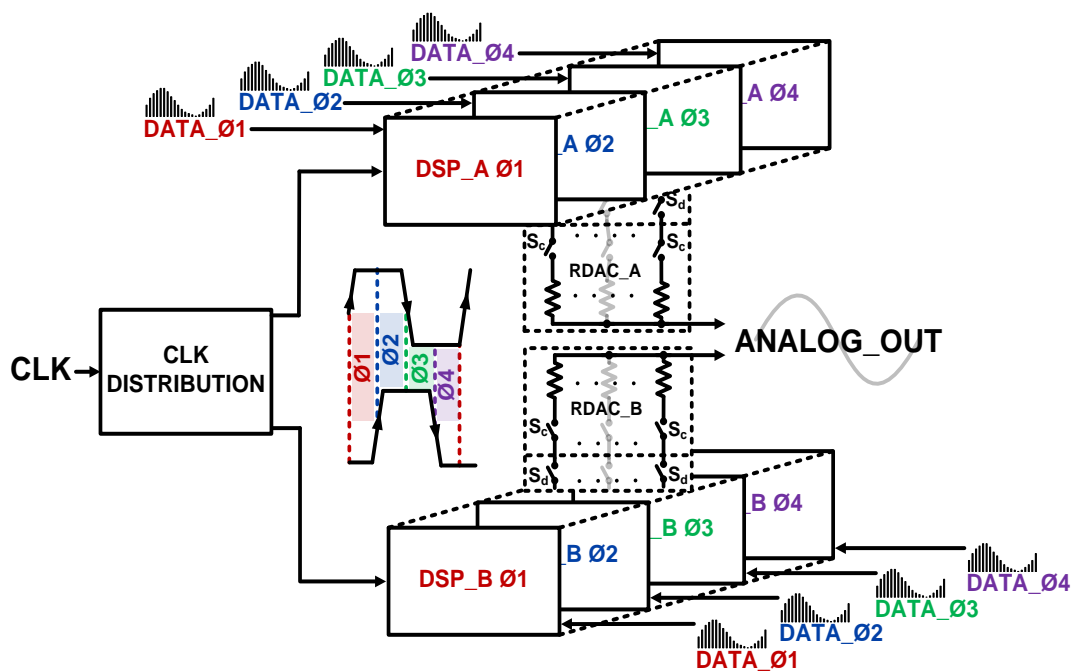 DATA_Ø4
DATA_Ø3
DATA_Ø2
DATA_Ø1
_A Ø4
_A Ø3
_A Ø2
DSP_A Ø1
Sd
Sc
Sc
RDAC_A
CLK
CLK
DISTRIBUTION
Ø1
Ø2
Ø3
Ø4
ANALOG_OUT
RDAC_B
Sc
Sc
Sd
Sd
_B Ø4
_B Ø3
_B Ø2
DSP_B Ø1
DATA_Ø4
DATA_Ø3
DATA_Ø2
DATA_Ø1